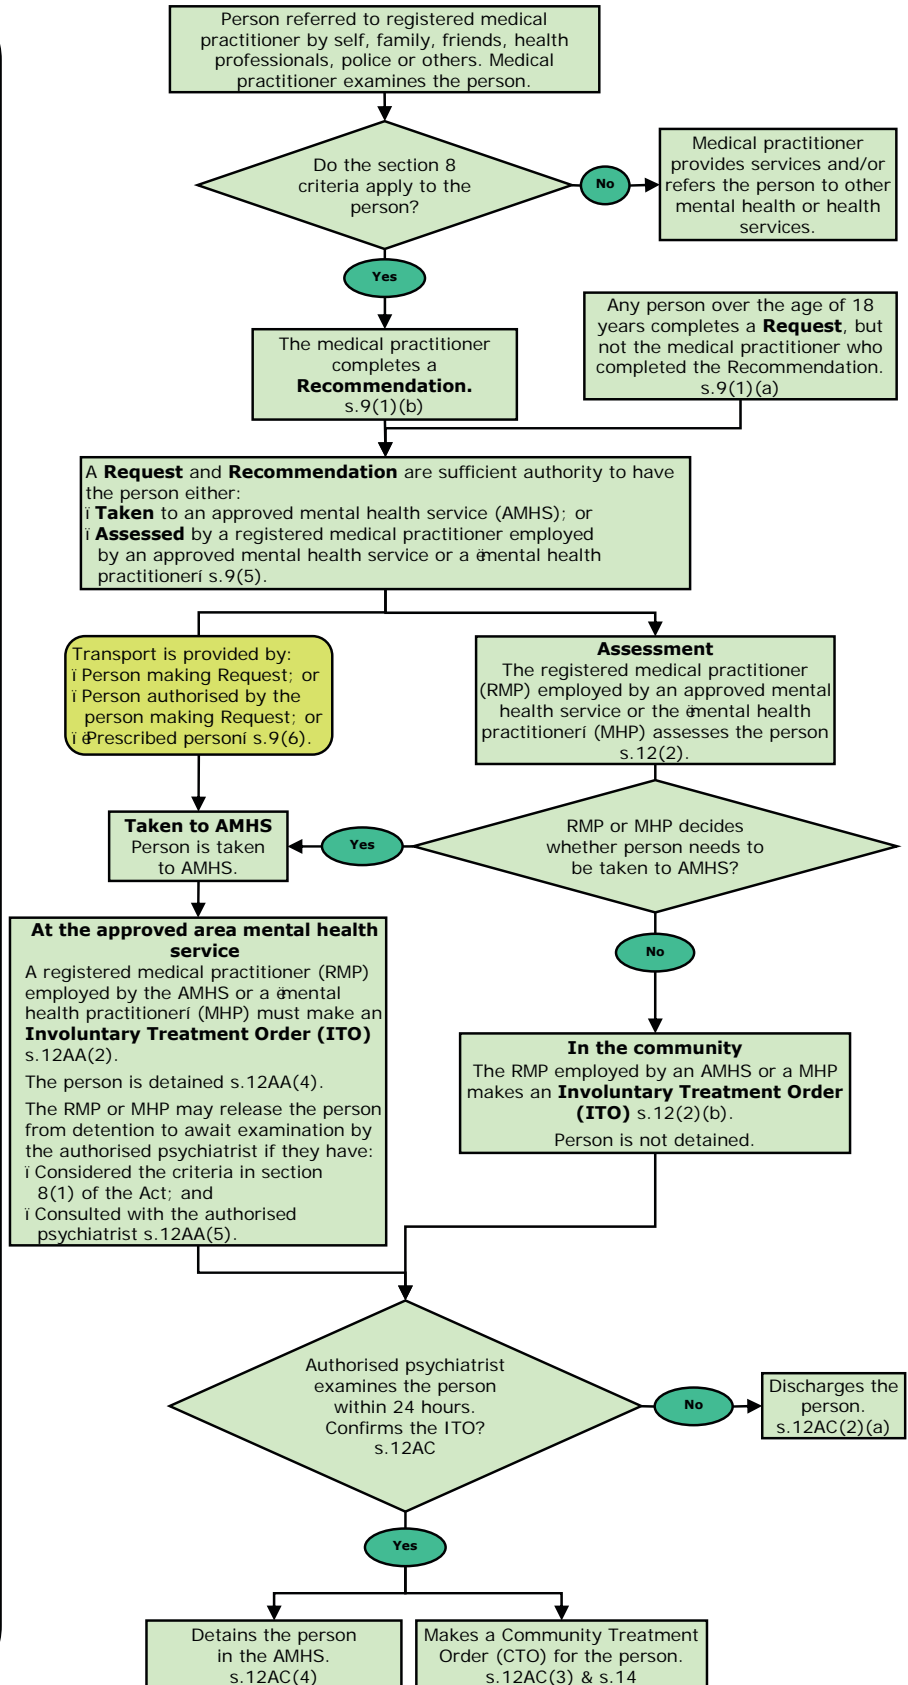 Person referred to registered medical
practitioner by self, family, friends, health
professionals, police or others. Medical
practitioner examines the person.
Do the section 8
criteria apply to the
person?
No
Medical practitioner
provides services and/or
refers the person to other
mental health or health
services.
Yes
The medical practitioner
completes a
Recommendation.
s.9(1)(b)
Any person over the age of 18
years completes a Request, but
not the medical practitioner who
completed the Recommendation.
s.9(1)(a)
A Request and Recommendation are sufficient authority to have
the person either:
ï Taken to an approved mental health service (AMHS); or
ï Assessed by a registered medical practitioner employed
by an approved mental health service or a ëmental health
practitionerí s.9(5).
Transport is provided by:
ï Person making Request; or
ï Person authorised by the
person making Request; or
ï ëPrescribed personí s.9(6).
Assessment
The registered medical practitioner
(RMP) employed by an approved mental
health service or the ëmental health
practitionerí (MHP) assesses the person
s.12(2).
Taken to AMHS
Person is taken
to AMHS.
Yes
RMP or MHP decides
whether person needs to
be taken to AMHS?
No
At the approved area mental health
service
A registered medical practitioner (RMP)
employed by the AMHS or a ëmental
health practitionerí (MHP) must make an
Involuntary Treatment Order (ITO)
s.12AA(2).
The person is detained s.12AA(4).
The RMP or MHP may release the person
from detention to await examination by
the authorised psychiatrist if they have:
ï Considered the criteria in section
8(1) of the Act; and
ï Consulted with the authorised
psychiatrist s.12AA(5).
In the community
The RMP employed by an AMHS or a MHP
makes an Involuntary Treatment Order
(ITO) s.12(2)(b).
Person is not detained.
Authorised psychiatrist
examines the person
within 24 hours.
Confirms the ITO?
s.12AC
No
Discharges the
person.
s.12AC(2)(a)
Yes
Detains the person
in the AMHS.
s.12AC(4)
Makes a Community Treatment
Order (CTO) for the person.
s.12AC(3) & s.14